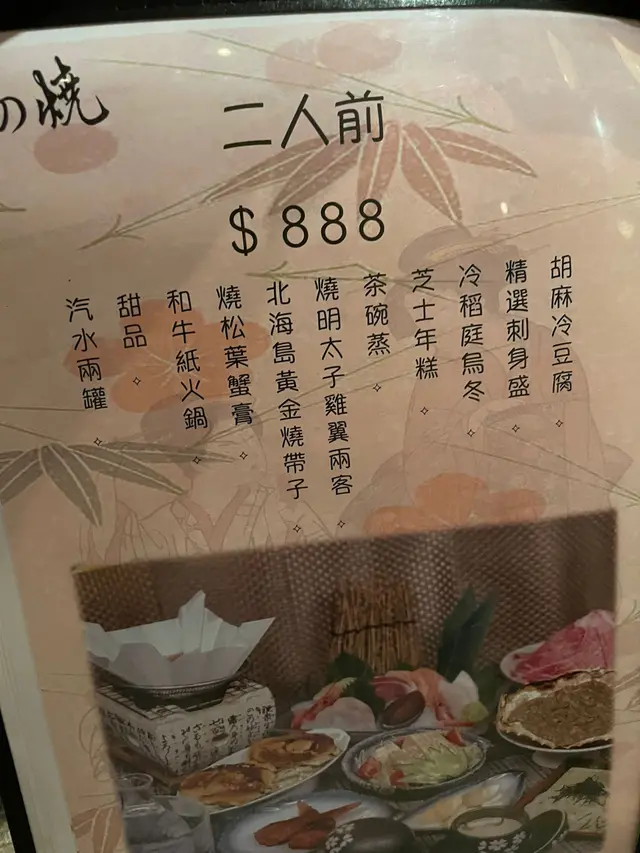 の燒
二人前
$888
胡麻冷豆腐
精選刺身盛
冷稻庭烏冬
芝士年糕
茶碗蒸
燒明太子雞翼兩客
北海島黃金燒帶子
燒松葉蟹膏
和牛紙火鍋
甜品
汽水兩罐